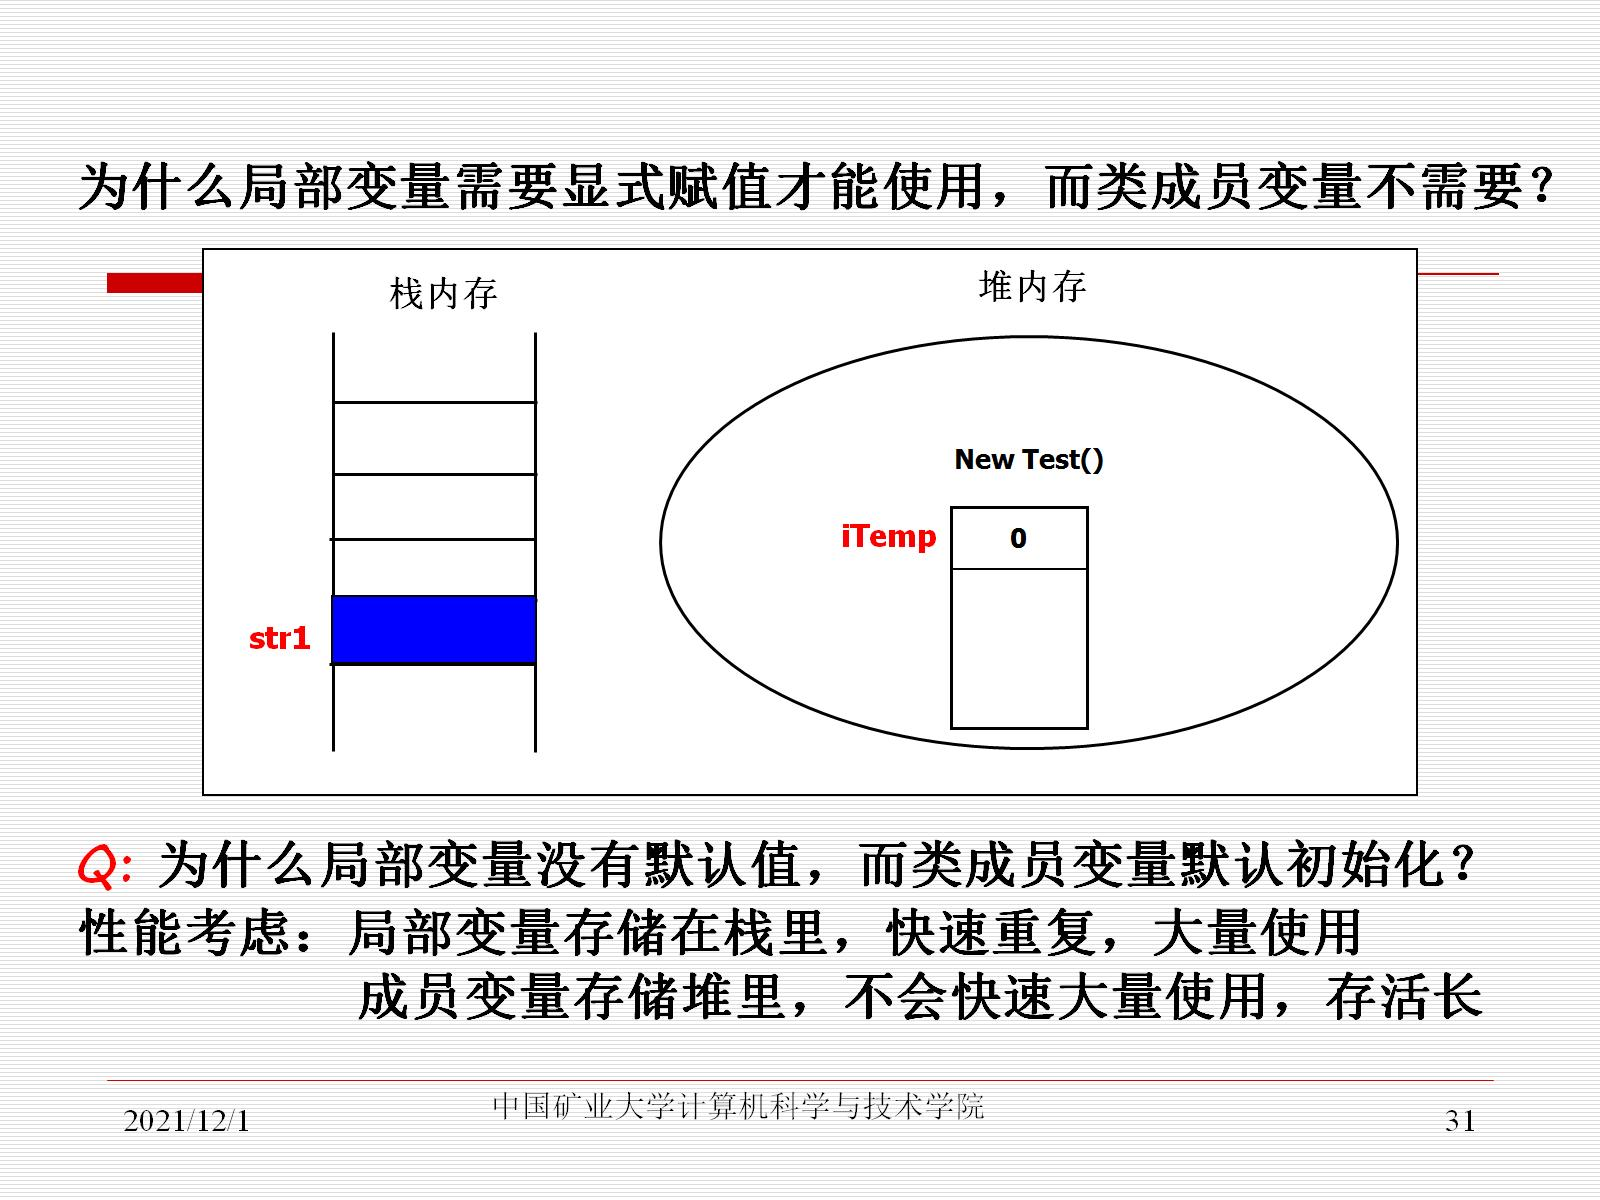 为什么局部变量需要显式赋值才能使用，而类成员变量不需要？
栈内存
堆内存
New Test()
iTemp
0
str1
Q: 为什么局部变量没有默认值，而类成员变量默认初始化？
性能考虑：局部变量存储在栈里，快速重复，大量使用
成员变量存储堆里，不会快速大量使用，存活长
2021/12/1
中国矿业大学计算机科学与技术学院
31